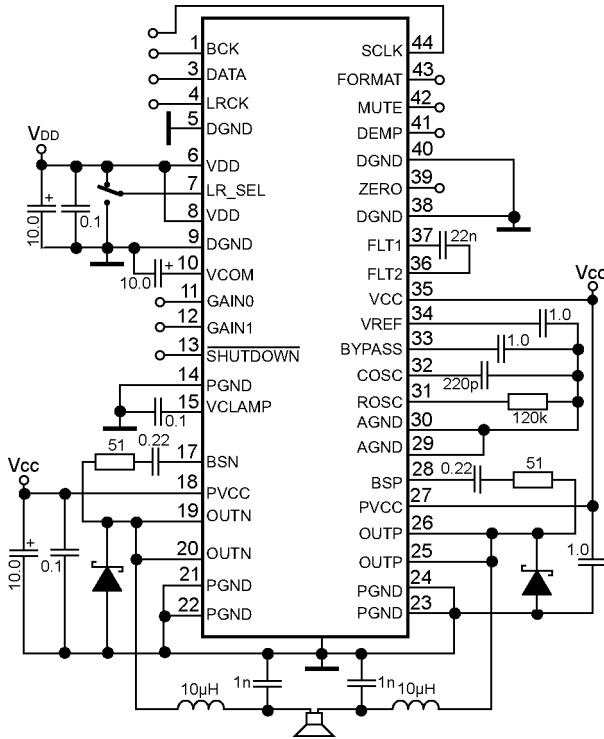 1 BCK SCLK 44
3 DATA FORMAT 43
4 LRCK MUTE 42
5 DGND DEMP 41
VDD
6 VDD DGND 40
7 LR_SEL ZERO 39
8 VDD DGND 38
10.0 + 0.1
9 DGND FLT1 37 22n
10.0 +
10 VCOM FLT2 36
11 GAIN0 VCC 35 Vcc
12 GAIN1 VREF 34 1.0
13 SHUTDOWN BYPASS 33 1.0
14 PGND COSC 32 220p
15 VCLAMP ROSC 31 120k
0.1
AGND 30
AGND 29
51 0.22
17 BSN BSP 28 0.22 51
Vcc
18 PVCC PVCC 27
19 OUTN OUTP 26
20 OUTN OUTP 25
10.0 + 0.1 1.0
21 PGND PGND 24
22 PGND PGND 23
1n 1n
10µH 10µH